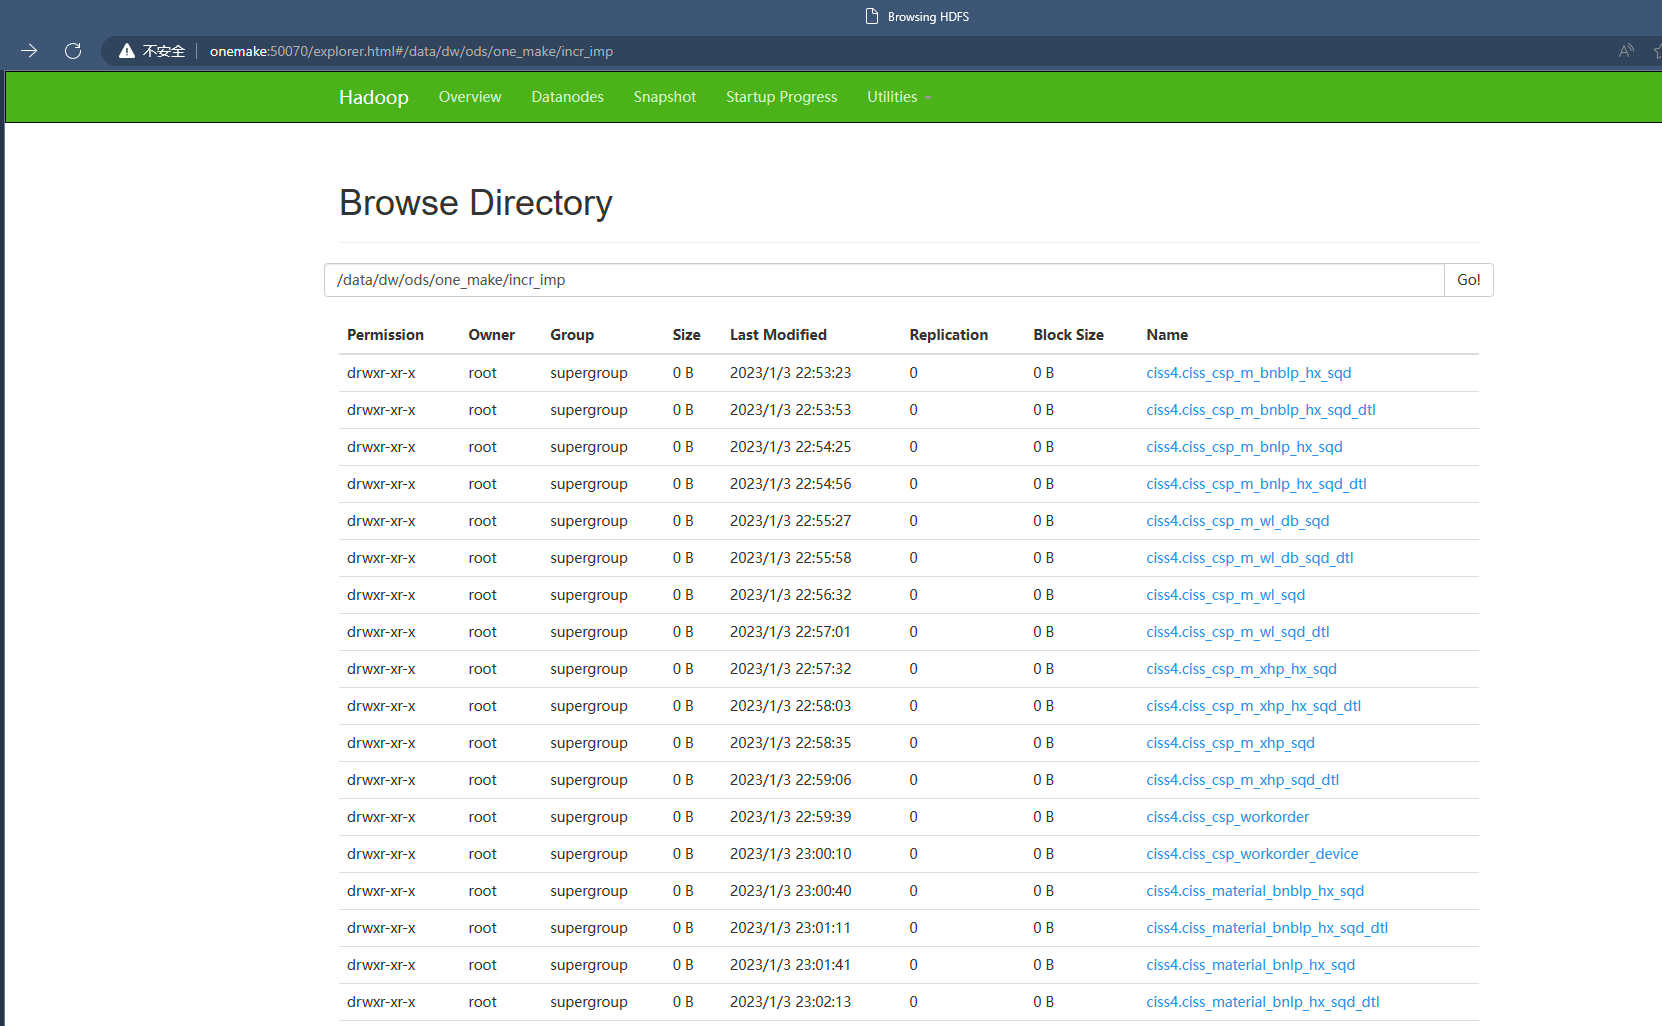 Browsing HDFS
不安全 onemake:50070/explorer.html#/data/dw/ods/one_make/incr_imp
Hadoop Overview Datanodes Snapshot Startup Progress Utilities
Browse Directory
/data/dw/ods/one_make/incr_imp Go!
Permission Owner Group Size Last Modified Replication Block Size Name
drwxr-xr-x root supergroup 0 B 2023/1/3 22:53:23 0 0 B ciss4.ciss_csp_m_bnblp_hx_sqd
drwxr-xr-x root supergroup 0 B 2023/1/3 22:53:53 0 0 B ciss4.ciss_csp_m_bnblp_hx_sqd_dtl
drwxr-xr-x root supergroup 0 B 2023/1/3 22:54:25 0 0 B ciss4.ciss_csp_m_bnlp_hx_sqd
drwxr-xr-x root supergroup 0 B 2023/1/3 22:54:56 0 0 B ciss4.ciss_csp_m_bnlp_hx_sqd_dtl
drwxr-xr-x root supergroup 0 B 2023/1/3 22:55:27 0 0 B ciss4.ciss_csp_m_wl_db_sqd
drwxr-xr-x root supergroup 0 B 2023/1/3 22:55:58 0 0 B ciss4.ciss_csp_m_wl_db_sqd_dtl
drwxr-xr-x root supergroup 0 B 2023/1/3 22:56:32 0 0 B ciss4.ciss_csp_m_wl_sqd
drwxr-xr-x root supergroup 0 B 2023/1/3 22:57:01 0 0 B ciss4.ciss_csp_m_wl_sqd_dtl
drwxr-xr-x root supergroup 0 B 2023/1/3 22:57:32 0 0 B ciss4.ciss_csp_m_xhp_hx_sqd
drwxr-xr-x root supergroup 0 B 2023/1/3 22:58:03 0 0 B ciss4.ciss_csp_m_xhp_hx_sqd_dtl
drwxr-xr-x root supergroup 0 B 2023/1/3 22:58:35 0 0 B ciss4.ciss_csp_m_xhp_sqd
drwxr-xr-x root supergroup 0 B 2023/1/3 22:59:06 0 0 B ciss4.ciss_csp_m_xhp_sqd_dtl
drwxr-xr-x root supergroup 0 B 2023/1/3 22:59:39 0 0 B ciss4.ciss_csp_workorder
drwxr-xr-x root supergroup 0 B 2023/1/3 23:00:10 0 0 B ciss4.ciss_csp_workorder_device
drwxr-xr-x root supergroup 0 B 2023/1/3 23:00:40 0 0 B ciss4.ciss_material_bnblp_hx_sqd
drwxr-xr-x root supergroup 0 B 2023/1/3 23:01:11 0 0 B ciss4.ciss_material_bnblp_hx_sqd_dtl
drwxr-xr-x root supergroup 0 B 2023/1/3 23:01:41 0 0 B ciss4.ciss_material_bnlp_hx_sqd
drwxr-xr-x root supergroup 0 B 2023/1/3 23:02:13 0 0 B ciss4.ciss_material_bnlp_hx_sqd_dtl